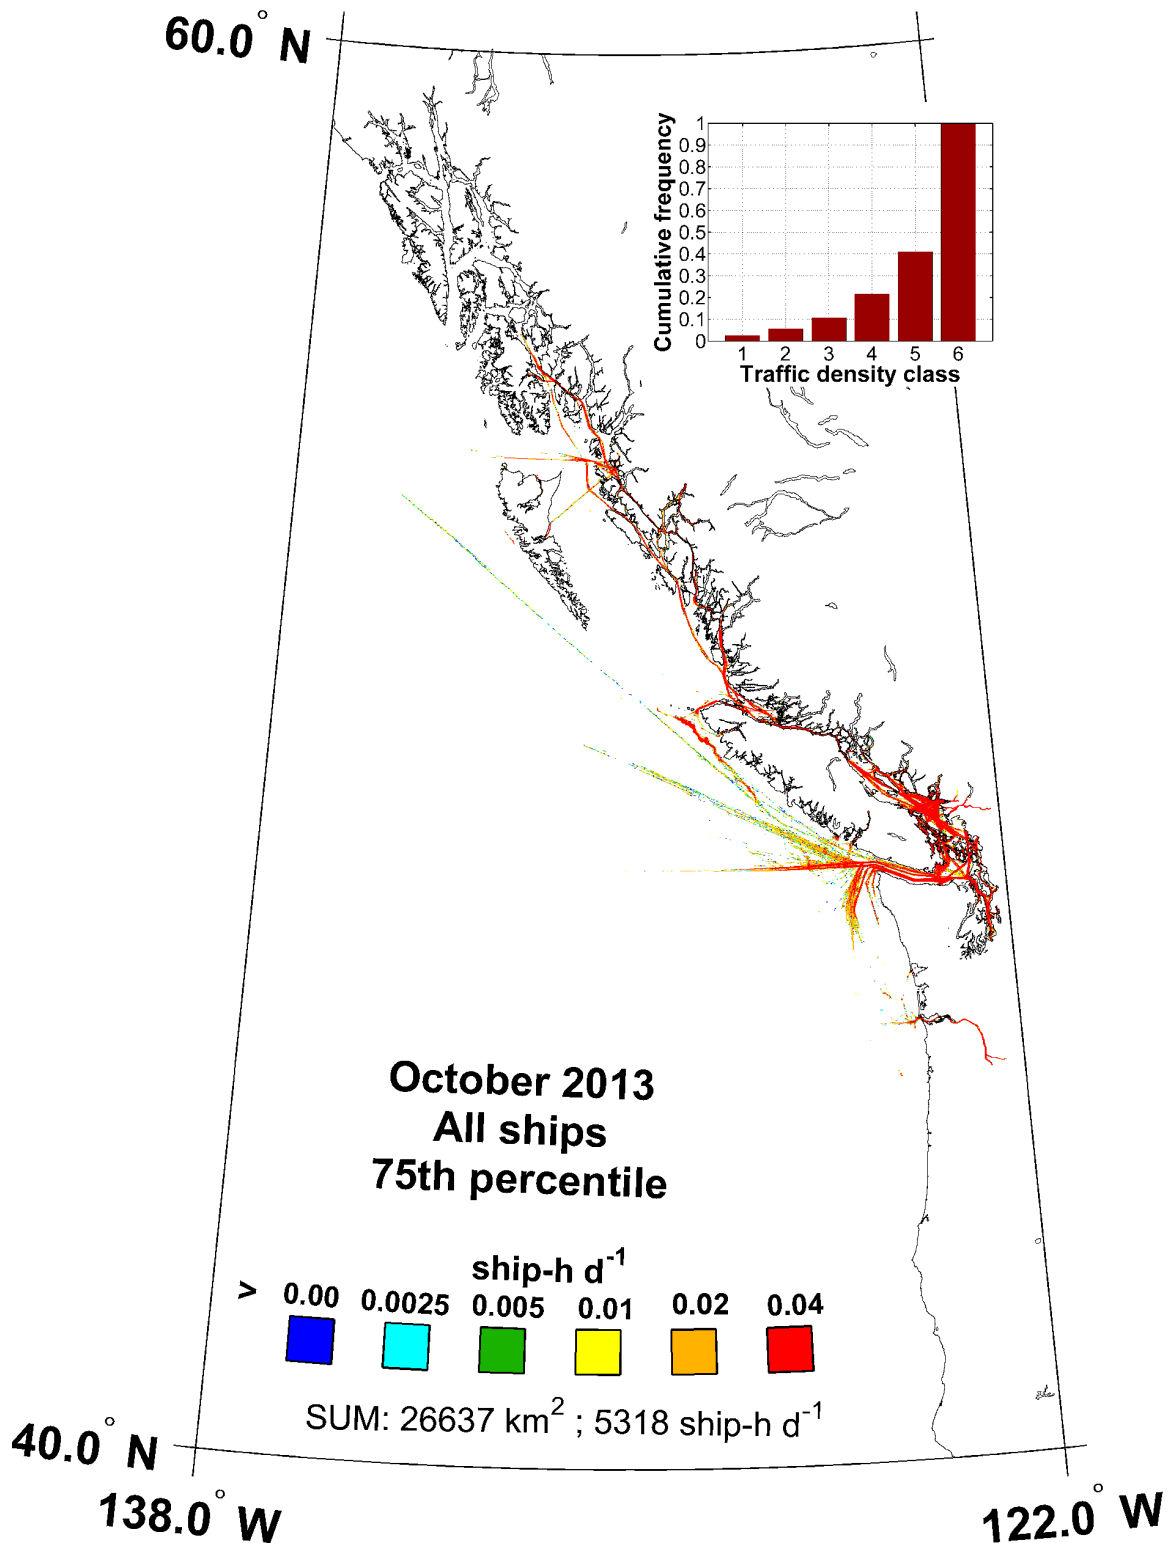 60.0° N
Cumulative frequency
1
0.9
0.8
0.7
0.6
0.5
0.4
0.3
0.2
0.1
0
1 2 3 4 5 6
Traffic density class
October 2013
All ships
75th percentile
ship-h d⁻¹
> 0.00 0.0025 0.005 0.01 0.02 0.04
SUM: 26637 km² ; 5318 ship-h d⁻¹
40.0° N
138.0° W
122.0° W